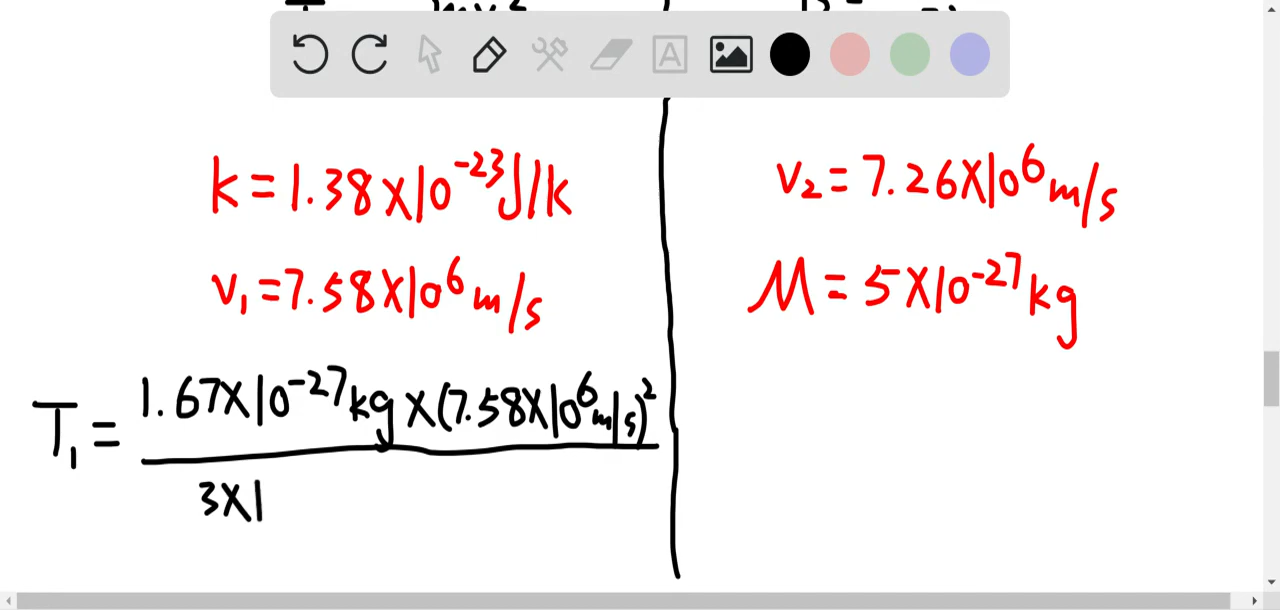 k = 1.38 X 10^-23 J/k
v1 = 7.58 X 10^6 m/s
T1 = 1.67 X 10^-27 kg X (7.58 X 10^6 m/s)^2
3 X 1
v2 = 7.26 X 10^6 m/s
M = 5 X 10^-27 kg